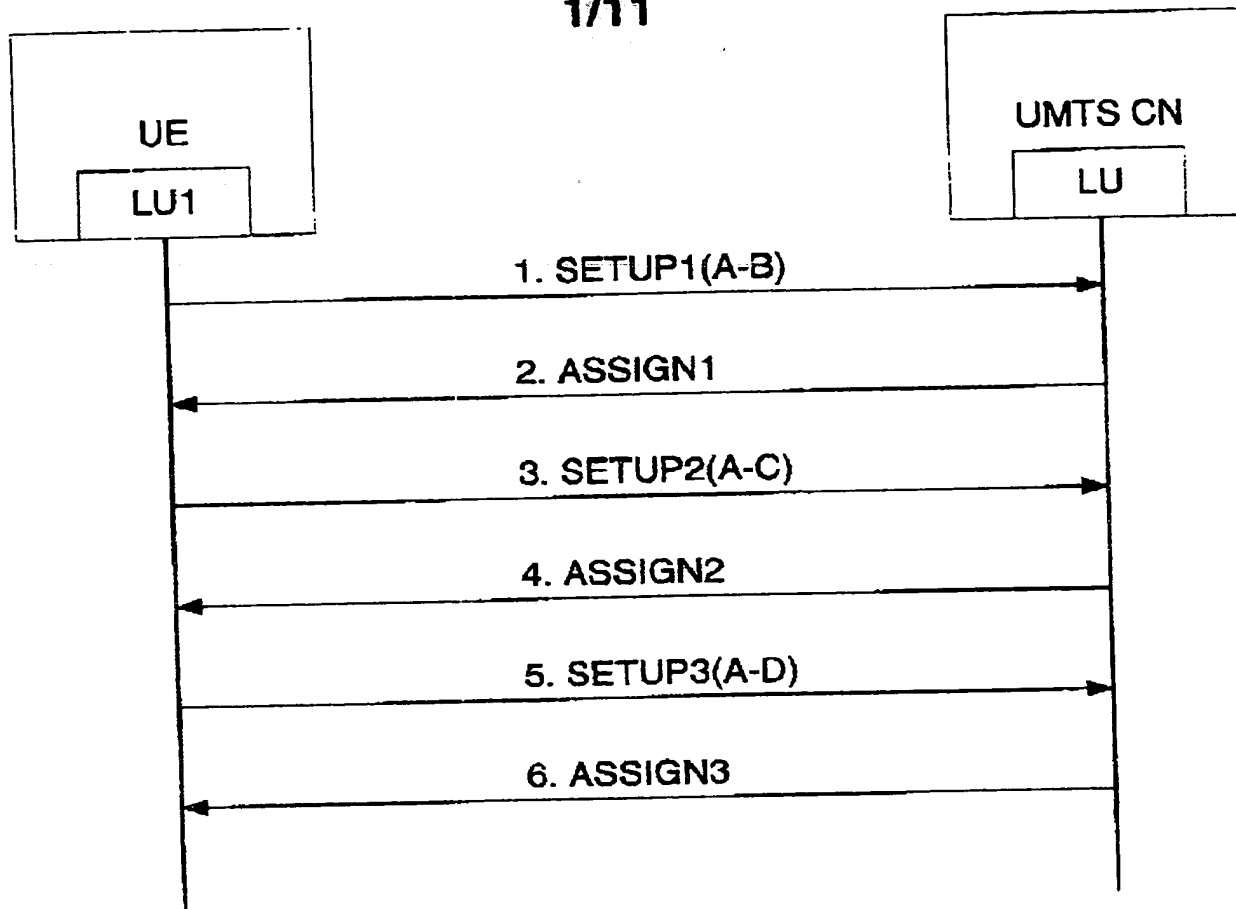 1/11
UE
UMTS CN
LU1
LU
1. SETUP1(A-B)
2. ASSIGN1
3. SETUP2(A-C)
4. ASSIGN2
5. SETUP3(A-D)
6. ASSIGN3